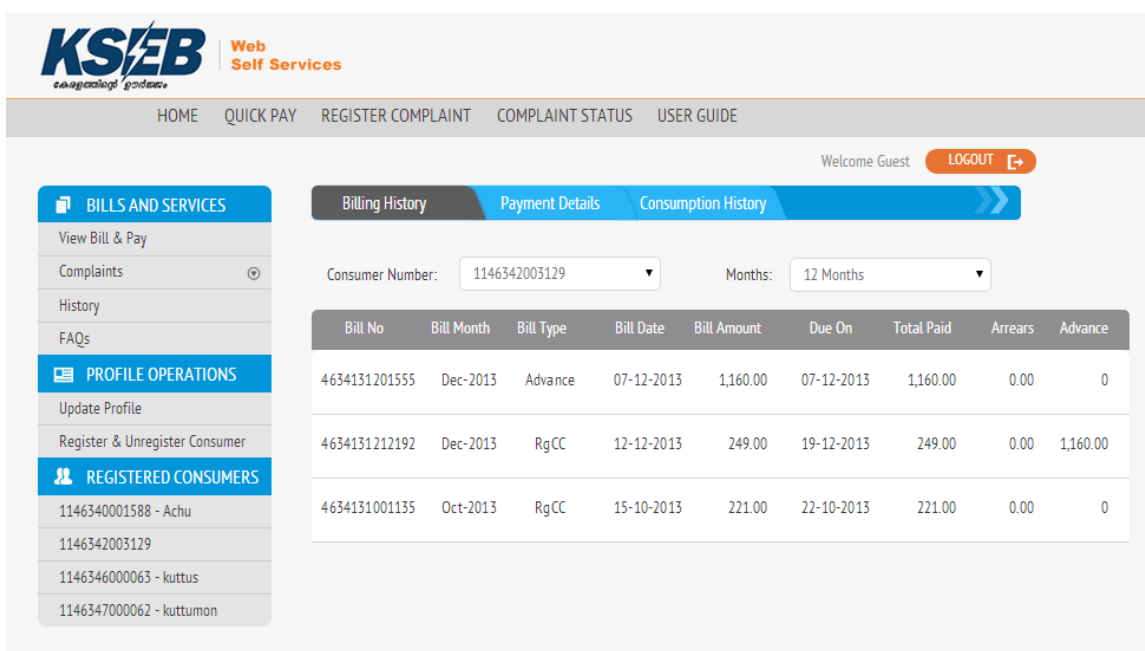 KSEB
Web
Self Services
കേരളത്തിന്റെ ഊർജ്ജം
HOME QUICK PAY REGISTER COMPLAINT COMPLAINT STATUS USER GUIDE
Welcome Guest LOGOUT
BILLS AND SERVICES
View Bill & Pay
Complaints
History
FAQs
PROFILE OPERATIONS
Update Profile
Register & Unregister Consumer
REGISTERED CONSUMERS
1146340001588 - Achu
1146342003129
1146346000063 - kuttus
1146347000062 - kuttumon
Billing History Payment Details Consumption History
Consumer Number: 1146342003129 Months: 12 Months
Bill No Bill Month Bill Type Bill Date Bill Amount Due On Total Paid Arrears Advance
4634131201555 Dec-2013 Advance 07-12-2013 1,160.00 07-12-2013 1,160.00 0.00 0
4634131212192 Dec-2013 RgCC 12-12-2013 249.00 19-12-2013 249.00 0.00 1,160.00
4634131001135 Oct-2013 RgCC 15-10-2013 221.00 22-10-2013 221.00 0.00 0